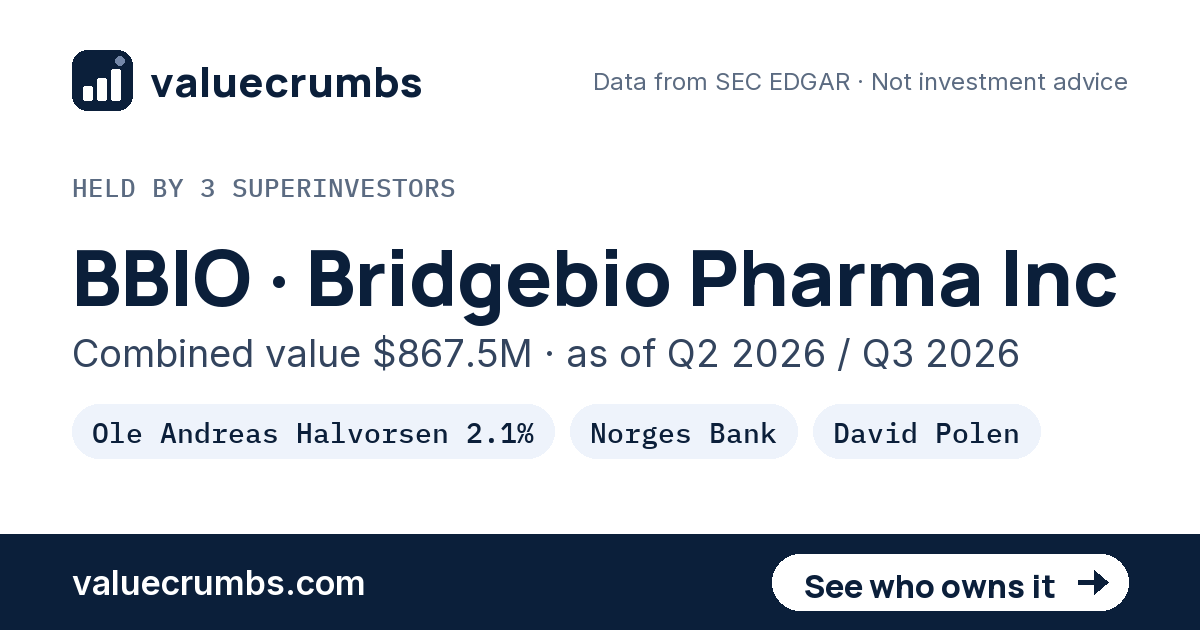 valuecrumbs
Data from SEC EDGAR · Not investment advice
HELD BY 3 SUPERINVESTORS
BBIO · Bridgebio Pharma Inc
Combined value $867.5M · as of Q2 2026 / Q3 2026
Ole Andreas Halvorsen 2.1%
Norges Bank
David Polen
valuecrumbs.com
See who owns it →